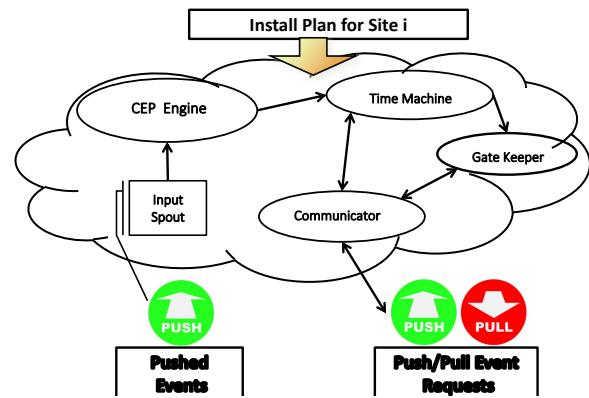 Install Plan for Site i
CEP Engine
Time Machine
Gate Keeper
Input
Spout
Communicator
PUSH
PUSH
PULL
Pushed
Events
Push/Pull Event
Requests